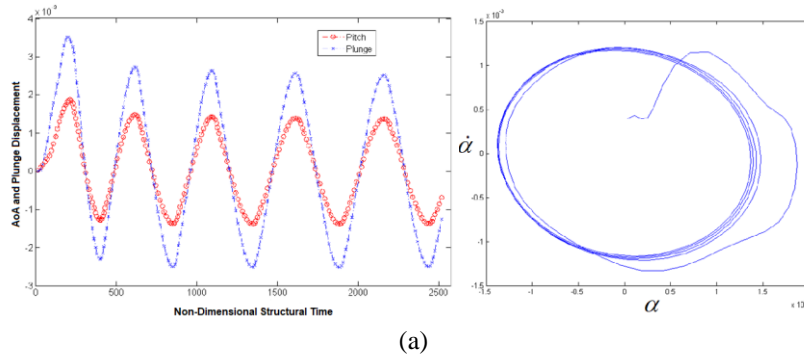 x 10⁻³
4
3
2
1
0
-1
-2
-3
AoA and Plunge Displacement
Pitch
Plunge
0 500 1000 1500 2000 2500
Non-Dimensional Structural Time
x 10⁻³
1.5
1
0.5
0
-0.5
-1
-1.5
α̇
-1.5 -1 -0.5 0 0.5 1 1.5
α
(a)